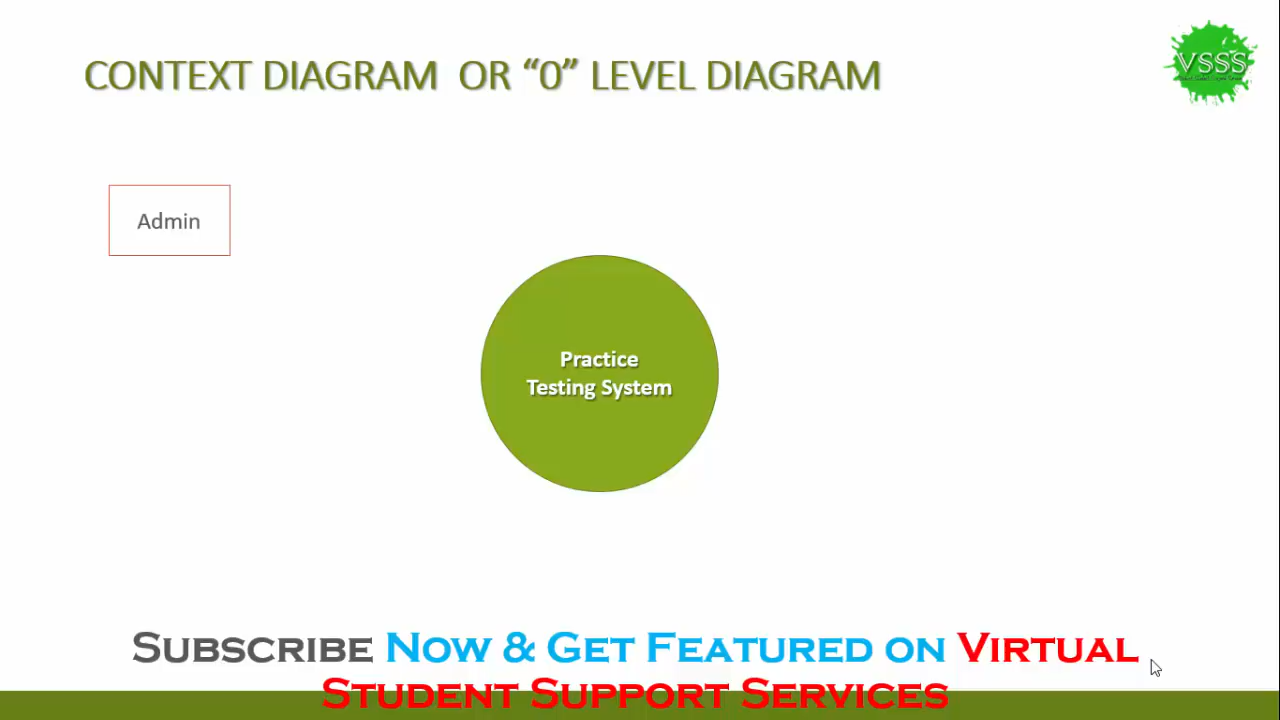 CONTEXT DIAGRAM OR “0” LEVEL DIAGRAM
VSSS
Admin
Practice
Testing System
SUBSCRIBE NOW & GET FEATURED ON VIRTUAL
STUDENT SUPPORT SERVICES